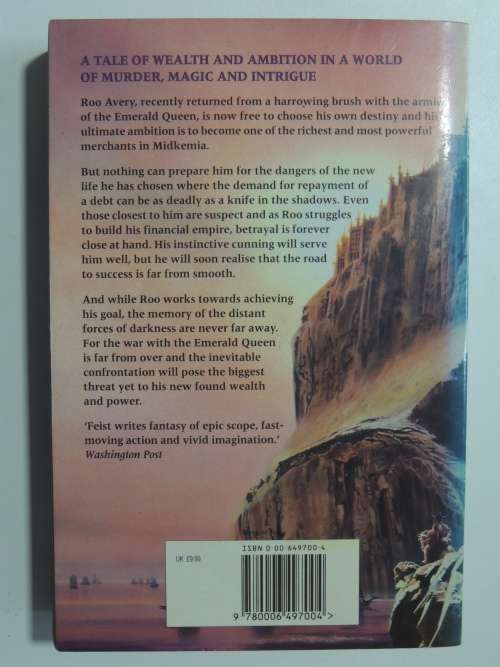 A TALE OF WEALTH AND AMBITION IN A WORLD
OF MURDER, MAGIC AND INTRIGUE
Roo Avery, recently returned from a harrowing brush with the armies
of the Emerald Queen, is now free to choose his own destiny and his
ultimate ambition is to become one of the richest and most powerful
merchants in Midkemia.
But nothing can prepare him for the dangers of the new
life he has chosen where the demand for repayment of
a debt can be as deadly as a knife in the shadows. Even
those closest to him are suspect and as Roo struggles
to build his financial empire, betrayal is forever
close at hand. His instinctive cunning will serve
him well, but he will soon realise that the road
to success is far from smooth.
And while Roo works towards achieving
his goal, the memory of the distant
forces of darkness are never far away.
For the war with the Emerald Queen
is far from over and the inevitable
confrontation will pose the biggest
threat yet to his new found wealth
and power.
‘Feist writes fantasy of epic scope, fast-
moving action and vivid imagination.’
Washington Post
ISBN 0-00-649700-4
UK £9.99
9 780006 497004 >